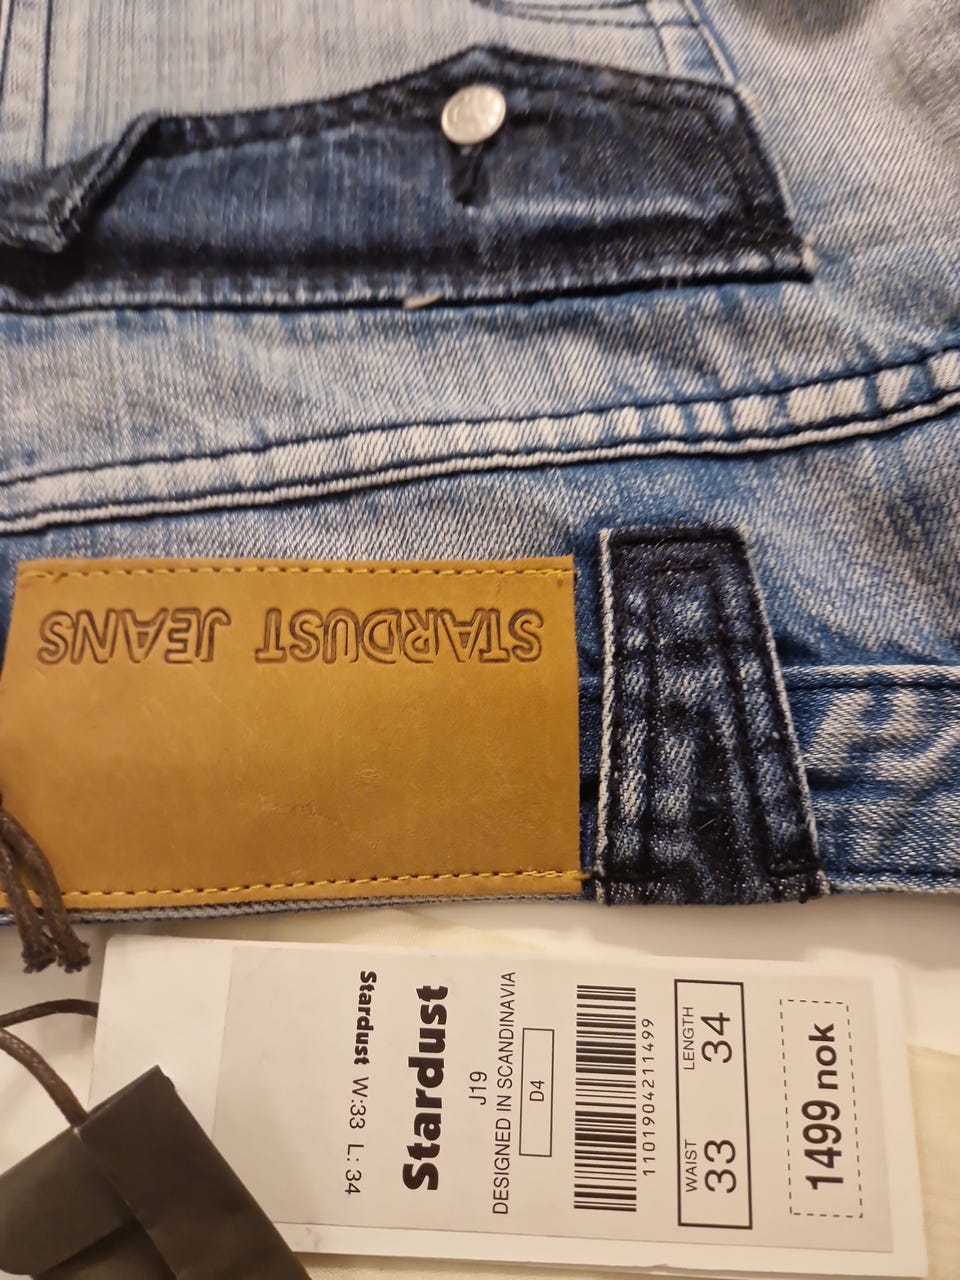 STARDUST JEANS
Stardust W:33 L:34
Stardust
J19
DESIGNED IN SCANDINAVIA
D4
1101904211499
WAIST LENGTH
33 34
1499 nok